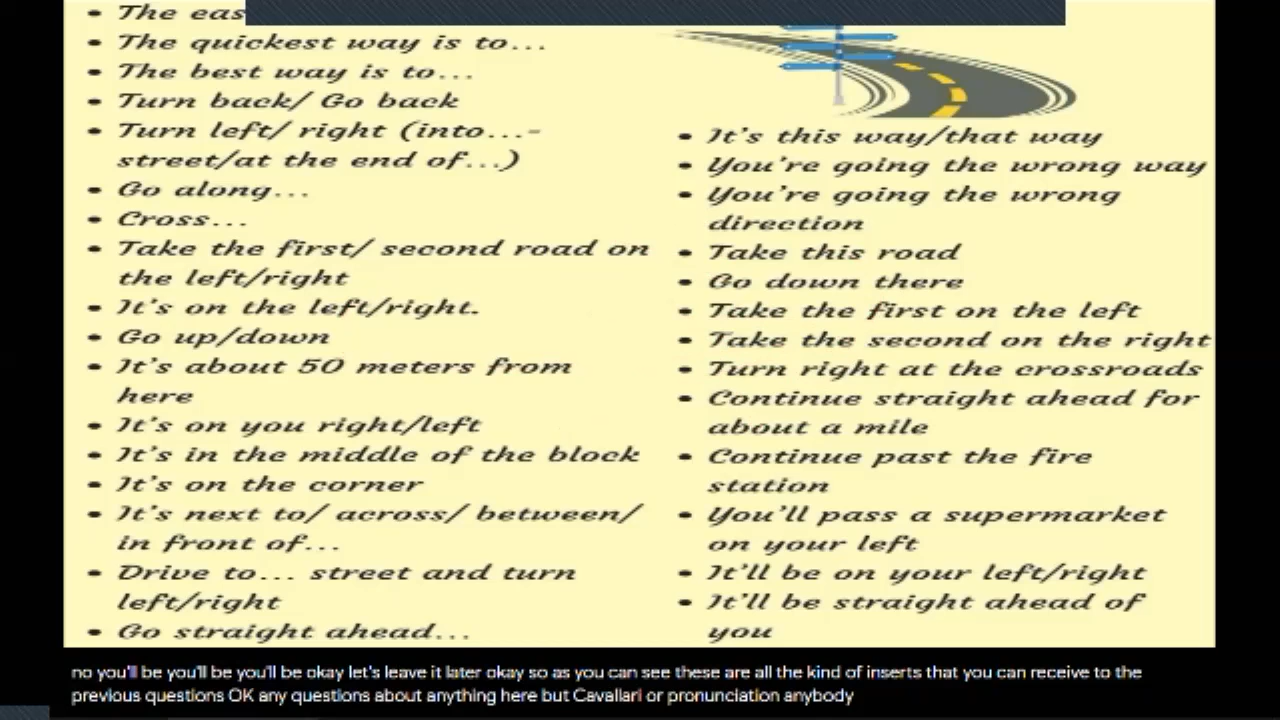 • The eas
• The quickest way is to...
• The best way is to...
• Turn back/ Go back
• Turn left/ right (into...-
street/at the end of...)
• Go along...
• Cross...
• Take the first/ second road on
the left/right
• It's on the left/right.
• Go up/down
• It's about 50 meters from
here
• It's on you right/left
• It's in the middle of the block
• It's on the corner
• It's next to/ across/ between/
in front of...
• Drive to... street and turn
left/right
• Go straight ahead...
• It's this way/that way
• You're going the wrong way
• You're going the wrong
direction
• Take this road
• Go down there
• Take the first on the left
• Take the second on the right
• Turn right at the crossroads
• Continue straight ahead for
about a mile
• Continue past the fire
station
• You'll pass a supermarket
on your left
• It'll be on your left/right
• It'll be straight ahead of
you
no you'll be you'll be you'll be okay let's leave it later okay so as you can see these are all the kind of inserts that you can receive to the
previous questions OK any questions about anything here but Cavallari or pronunciation anybody